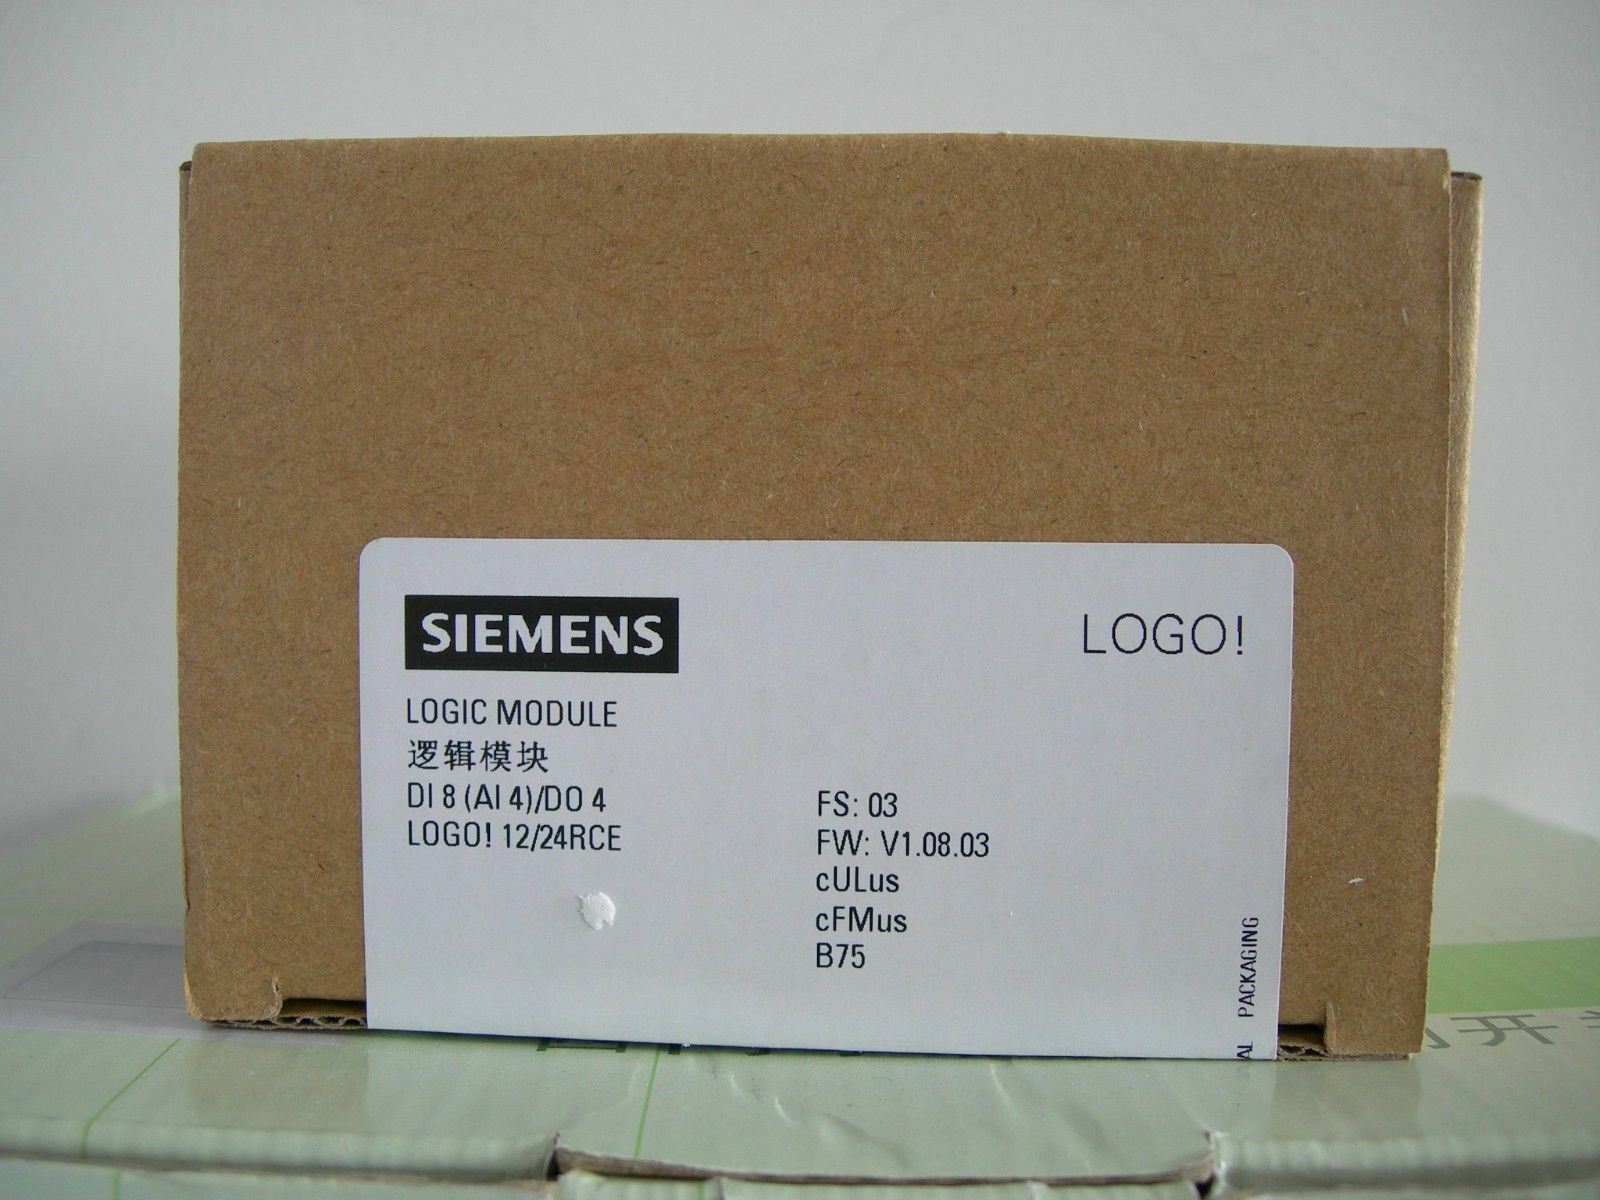 SIEMENS
LOGO!
LOGIC MODULE
逻辑模块
DI 8 (AI 4)/DO 4
LOGO! 12/24RCE
FS: 03
FW: V1.08.03
cULus
cFMus
B75
PACKAGING
开